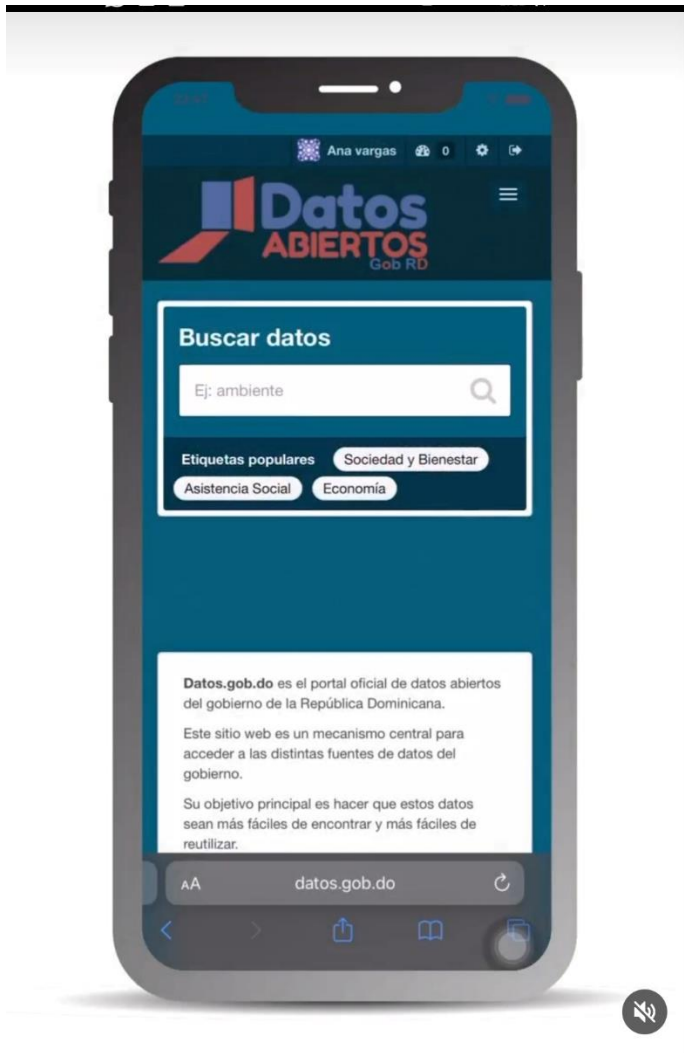 Ana vargas 0
Datos
ABIERTOS
Gob RD
Buscar datos
Ej: ambiente
Etiquetas populares Sociedad y Bienestar
Asistencia Social Economía
Datos.gob.do es el portal oficial de datos abiertos
del gobierno de la República Dominicana.
Este sitio web es un mecanismo central para
acceder a las distintas fuentes de datos del
gobierno.
Su objetivo principal es hacer que estos datos
sean más fáciles de encontrar y más fáciles de
reutilizar.
AA datos.gob.do